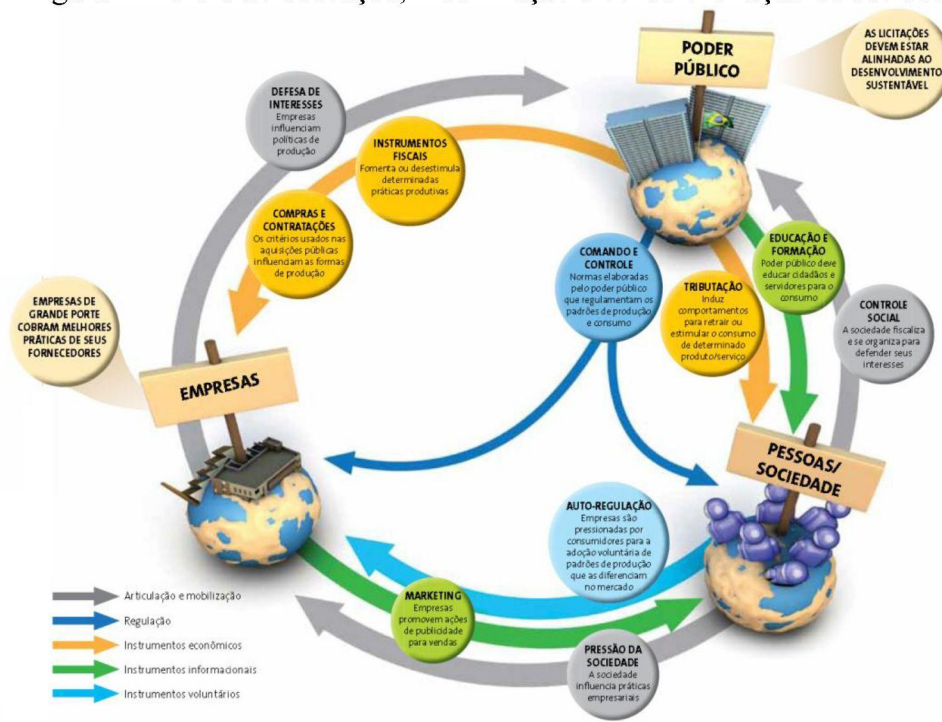 PODER
PÚBLICO
AS LICITAÇÕES
DEVEM ESTAR
ALINHADAS AO
DESENVOLVIMENTO
SUSTENTÁVEL
DEFESA DE
INTERESSES
Empresas
influenciam
políticas de
produção
INSTRUMENTOS
FISCAIS
Fomenta ou desestimula
determinadas
práticas produtivas
COMPRAS E
CONTRATAÇÕES
Os critérios usados nas
aquisições públicas
influenciam as formas
de produção
COMANDO E
CONTROLE
Normas elaboradas
pelo poder público
que regulamentam os
padrões de produção
e consumo
TRIBUTAÇÃO
Induz
comportamentos
para retrair ou
estimular o consumo
de determinado
produto/serviço
EDUCAÇÃO E
FORMAÇÃO
Poder público deve
educar cidadãos e
servidores para o
consumo
CONTROLE
SOCIAL
A sociedade fiscaliza
e se organiza para
defender seus
interesses
EMPRESAS DE
GRANDE PORTE
COBRAM MELHORES
PRÁTICAS DE SEUS
FORNECEDORES
EMPRESAS
PESSOAS/
SOCIEDADE
AUTO-REGULAÇÃO
Empresas são
pressionadas por
consumidores para a
adoção voluntária de
padrões de produção
que as diferenciam
no mercado
MARKETING
Empresas
promovem ações
de publicidade
para vendas
PRESSÃO DA
SOCIEDADE
A sociedade
influencia práticas
empresariais
Articulação e mobilização
Regulação
Instrumentos econômicos
Instrumentos informacionais
Instrumentos voluntários